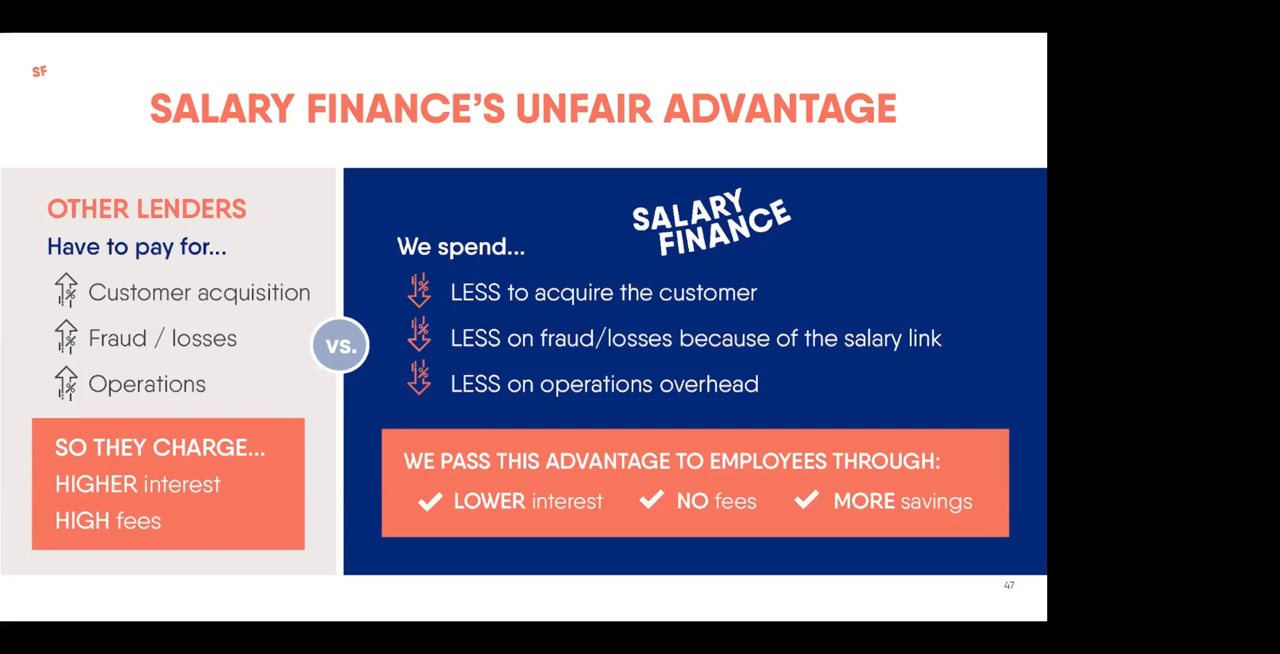 SF
SALARY FINANCE’S UNFAIR ADVANTAGE
OTHER LENDERS
Have to pay for...
Customer acquisition
Fraud / losses
Operations
SO THEY CHARGE...
HIGHER interest
HIGH fees
VS.
SALARY
FINANCE
We spend...
LESS to acquire the customer
LESS on fraud/losses because of the salary link
LESS on operations overhead
WE PASS THIS ADVANTAGE TO EMPLOYEES THROUGH:
LOWER interest NO fees MORE savings
47